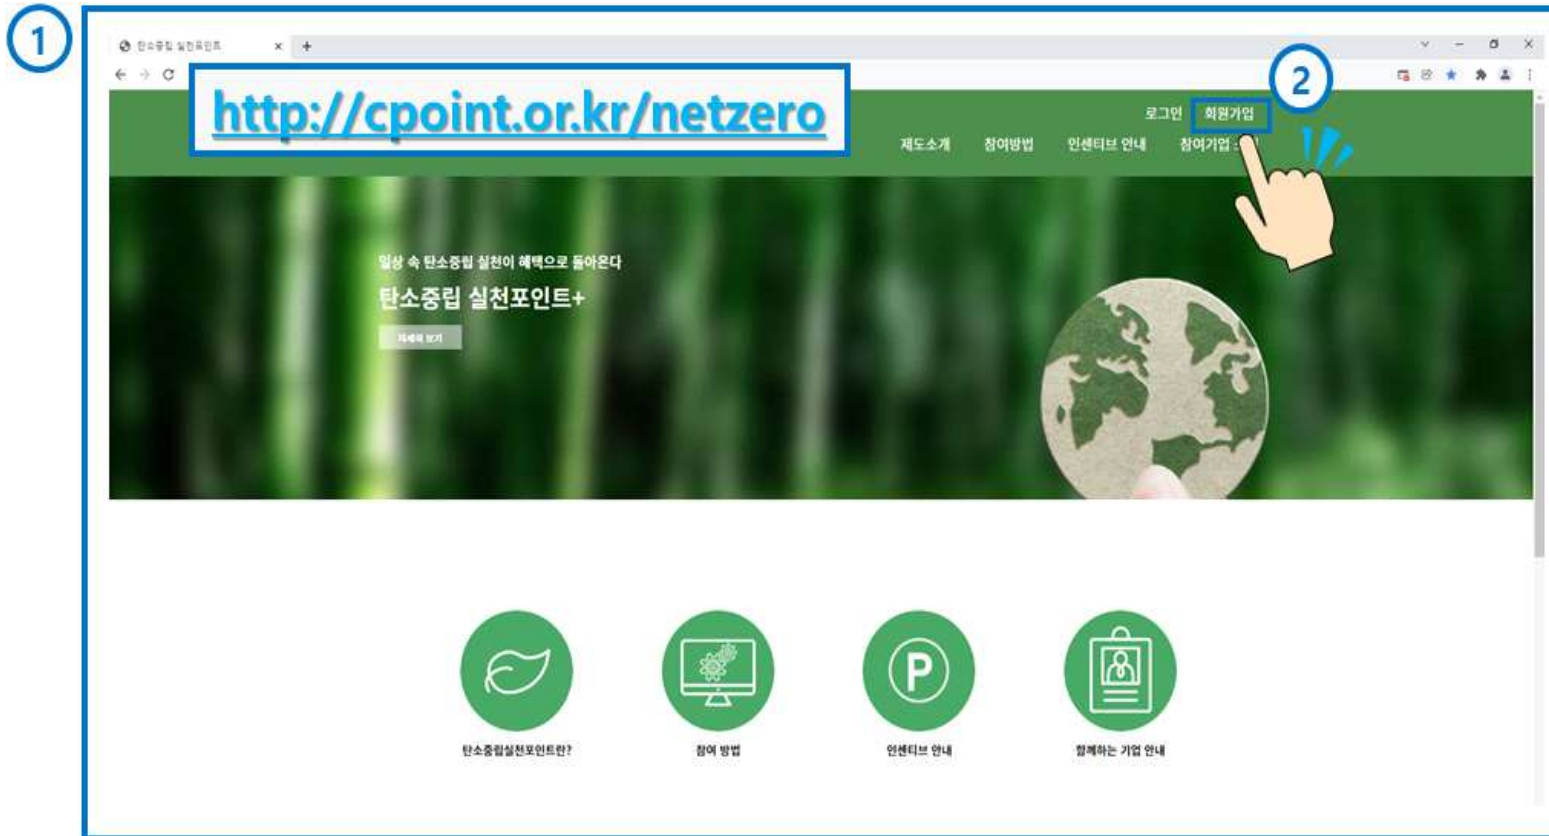 1
탄소중립 실천포인트
http://cpoint.or.kr/netzero
2
로그인 회원가입
제도소개 참여방법 인센티브 안내 참여기업
일상 속 탄소중립 실천이 혜택으로 돌아온다
탄소중립 실천포인트+
자세히 보기
P
탄소중립실천포인트란? 참여 방법 인센티브 안내 함께하는 기업 안내